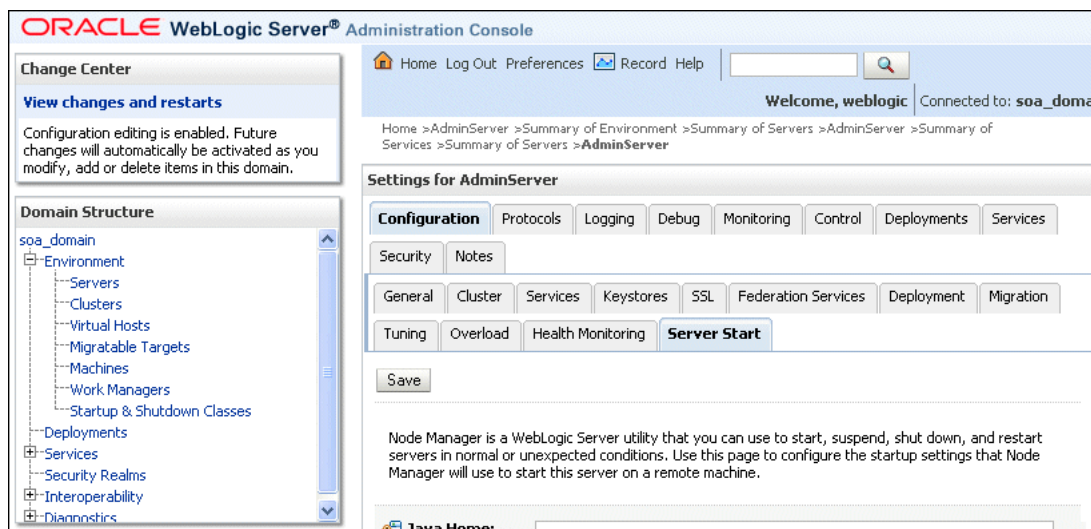 ORACLE WebLogic Server® Administration Console
Change Center
View changes and restarts
Configuration editing is enabled. Future
changes will automatically be activated as you
modify, add or delete items in this domain.
Domain Structure
soa_domain
Environment
Servers
Clusters
Virtual Hosts
Migratable Targets
Machines
Work Managers
Startup & Shutdown Classes
Deployments
Services
Security Realms
Interoperability
Diagnostics
Home Log Out Preferences Record Help
Welcome, weblogic Connected to: soa_doma
Home >AdminServer >Summary of Environment >Summary of Servers >AdminServer >Summary of
Services >Summary of Servers >AdminServer
Settings for AdminServer
Configuration Protocols Logging Debug Monitoring Control Deployments Services
Security Notes
General Cluster Services Keystores SSL Federation Services Deployment Migration
Tuning Overload Health Monitoring Server Start
Save
Node Manager is a WebLogic Server utility that you can use to start, suspend, shut down, and restart
servers in normal or unexpected conditions. Use this page to configure the startup settings that Node
Manager will use to start this server on a remote machine.
Java Home: